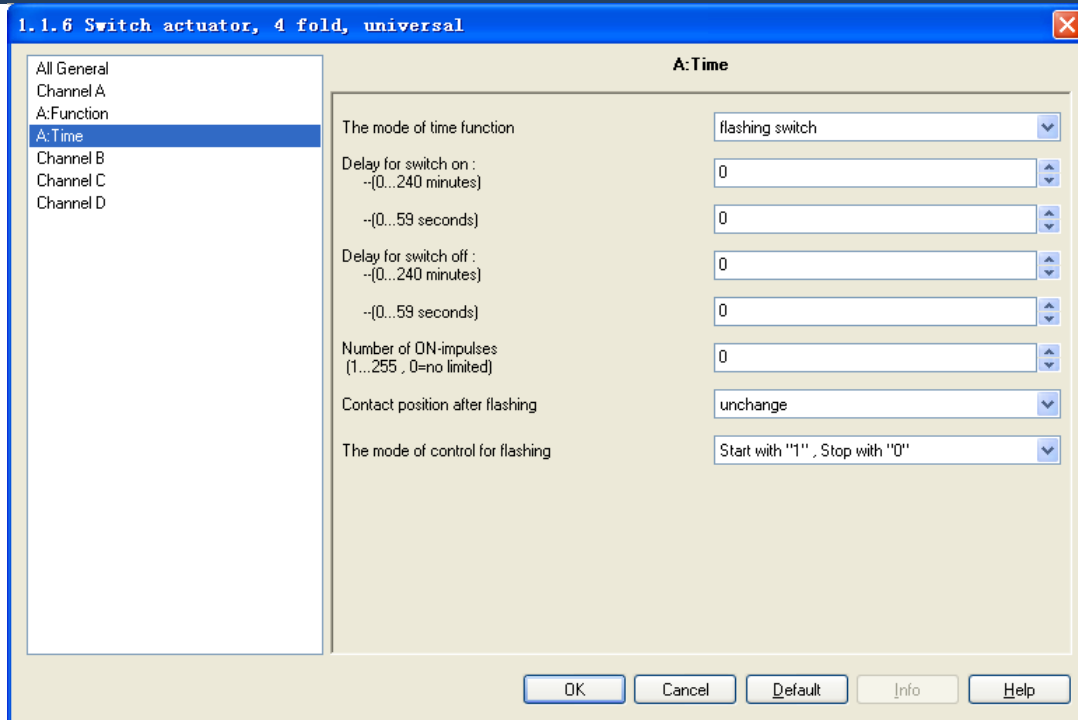 1.1.6 Switch actuator, 4 fold, universal
All General
Channel A
A:Function
A:Time
Channel B
Channel C
Channel D
A:Time
The mode of time function
flashing switch
Delay for switch on :
--(0...240 minutes)
0
--(0...59 seconds)
0
Delay for switch off :
--(0...240 minutes)
0
--(0...59 seconds)
0
Number of ON-impulses
(1...255 , 0=no limited)
0
Contact position after flashing
unchange
The mode of control for flashing
Start with "1" , Stop with "0"
OK
Cancel
Default
Info
Help